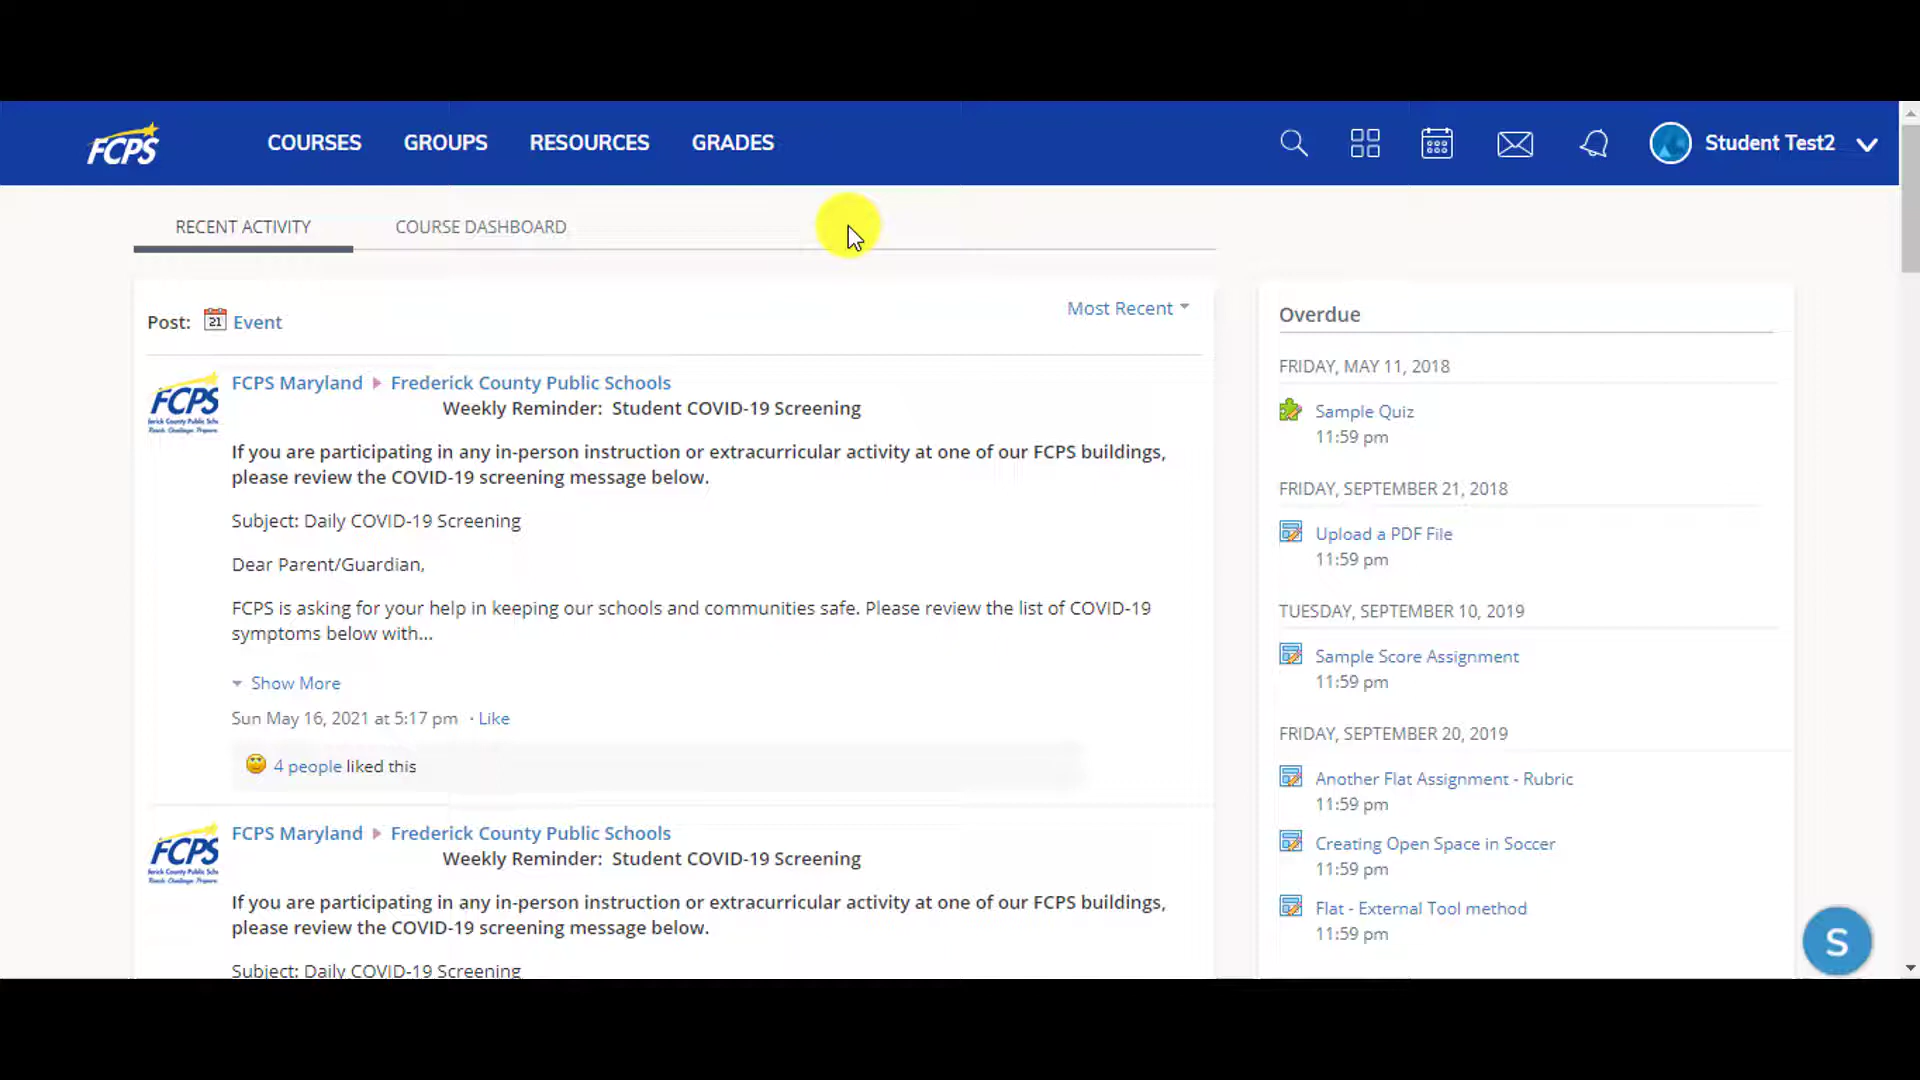 FCPS
COURSES
GROUPS
RESOURCES
GRADES
Student Test2
RECENT ACTIVITY
COURSE DASHBOARD
Post:
21
Event
Most Recent
FCPS
Reach. Challenge. Prepare.
FCPS Maryland
Frederick County Public Schools
Weekly Reminder: Student COVID-19 Screening
If you are participating in any in-person instruction or extracurricular activity at one of our FCPS buildings,
please review the COVID-19 screening message below.
Subject: Daily COVID-19 Screening
Dear Parent/Guardian,
FCPS is asking for your help in keeping our schools and communities safe. Please review the list of COVID-19
symptoms below with...
Show More
Sun May 16, 2021 at 5:17 pm · Like
4 people liked this
FCPS
Reach. Challenge. Prepare.
FCPS Maryland
Frederick County Public Schools
Weekly Reminder: Student COVID-19 Screening
If you are participating in any in-person instruction or extracurricular activity at one of our FCPS buildings,
please review the COVID-19 screening message below.
Subject: Daily COVID-19 Screening
Overdue
FRIDAY, MAY 11, 2018
Sample Quiz
11:59 pm
FRIDAY, SEPTEMBER 21, 2018
Upload a PDF File
11:59 pm
TUESDAY, SEPTEMBER 10, 2019
Sample Score Assignment
11:59 pm
FRIDAY, SEPTEMBER 20, 2019
Another Flat Assignment - Rubric
11:59 pm
Creating Open Space in Soccer
11:59 pm
Flat - External Tool method
11:59 pm
S